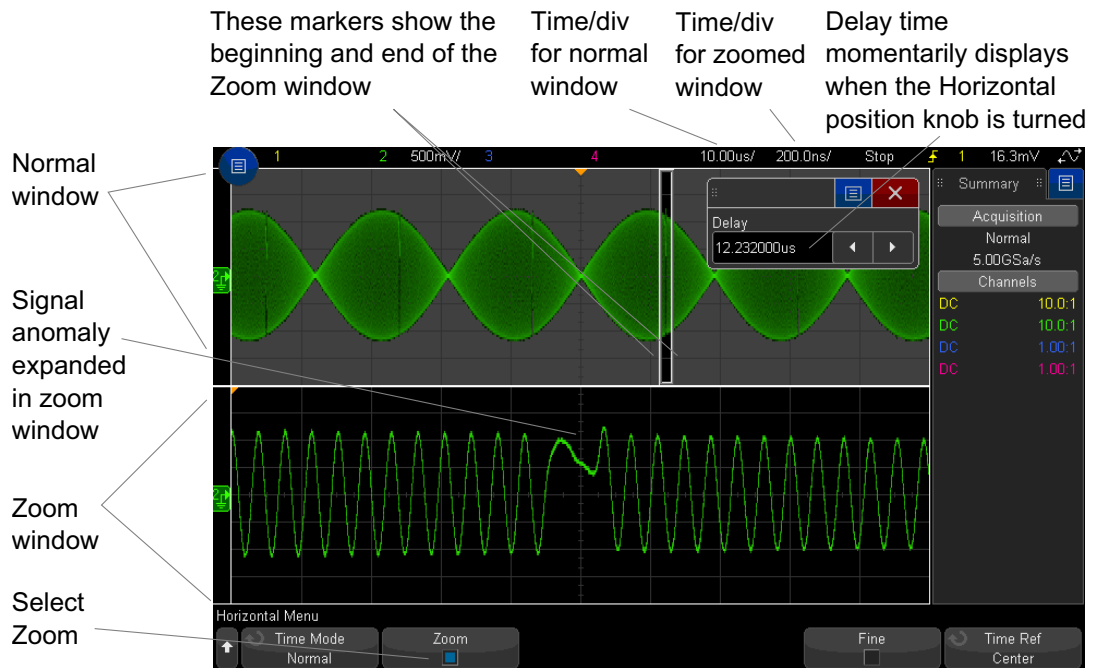 These markers show the
beginning and end of the
Zoom window
Time/div
for normal
window
Time/div
for zoomed
window
Delay time
momentarily displays
when the Horizontal
position knob is turned
Normal
window
Signal
anomaly
expanded
in zoom
window
Zoom
window
Select
Zoom
1 2 500mV/ 3 4 10.00us/ 200.0ns/ Stop 1 16.3mV
Delay
12.232000us
Summary
Acquisition
Normal
5.00GSa/s
Channels
DC 10.0:1
DC 10.0:1
DC 1.00:1
DC 1.00:1
2
2
Horizontal Menu
Time Mode
Normal
Zoom
Fine
Time Ref
Center